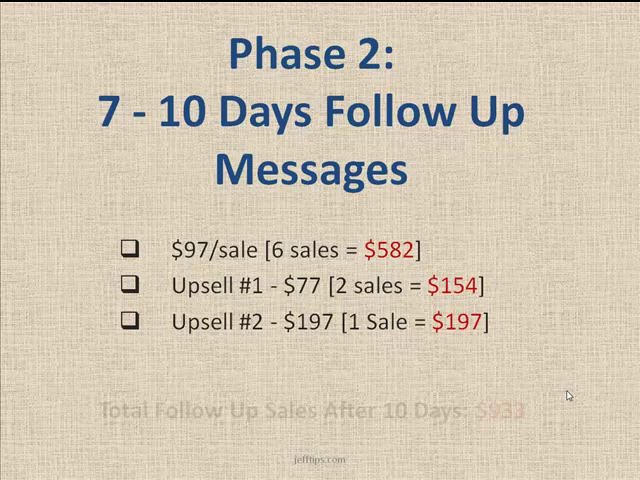 Phase 2:
7 - 10 Days Follow Up
Messages
$97/sale [6 sales = $582]
Upsell #1 - $77 [2 sales = $154]
Upsell #2 - $197 [1 Sale = $197]
Total Follow Up Sales After 10 Days: $933
jefftips.com